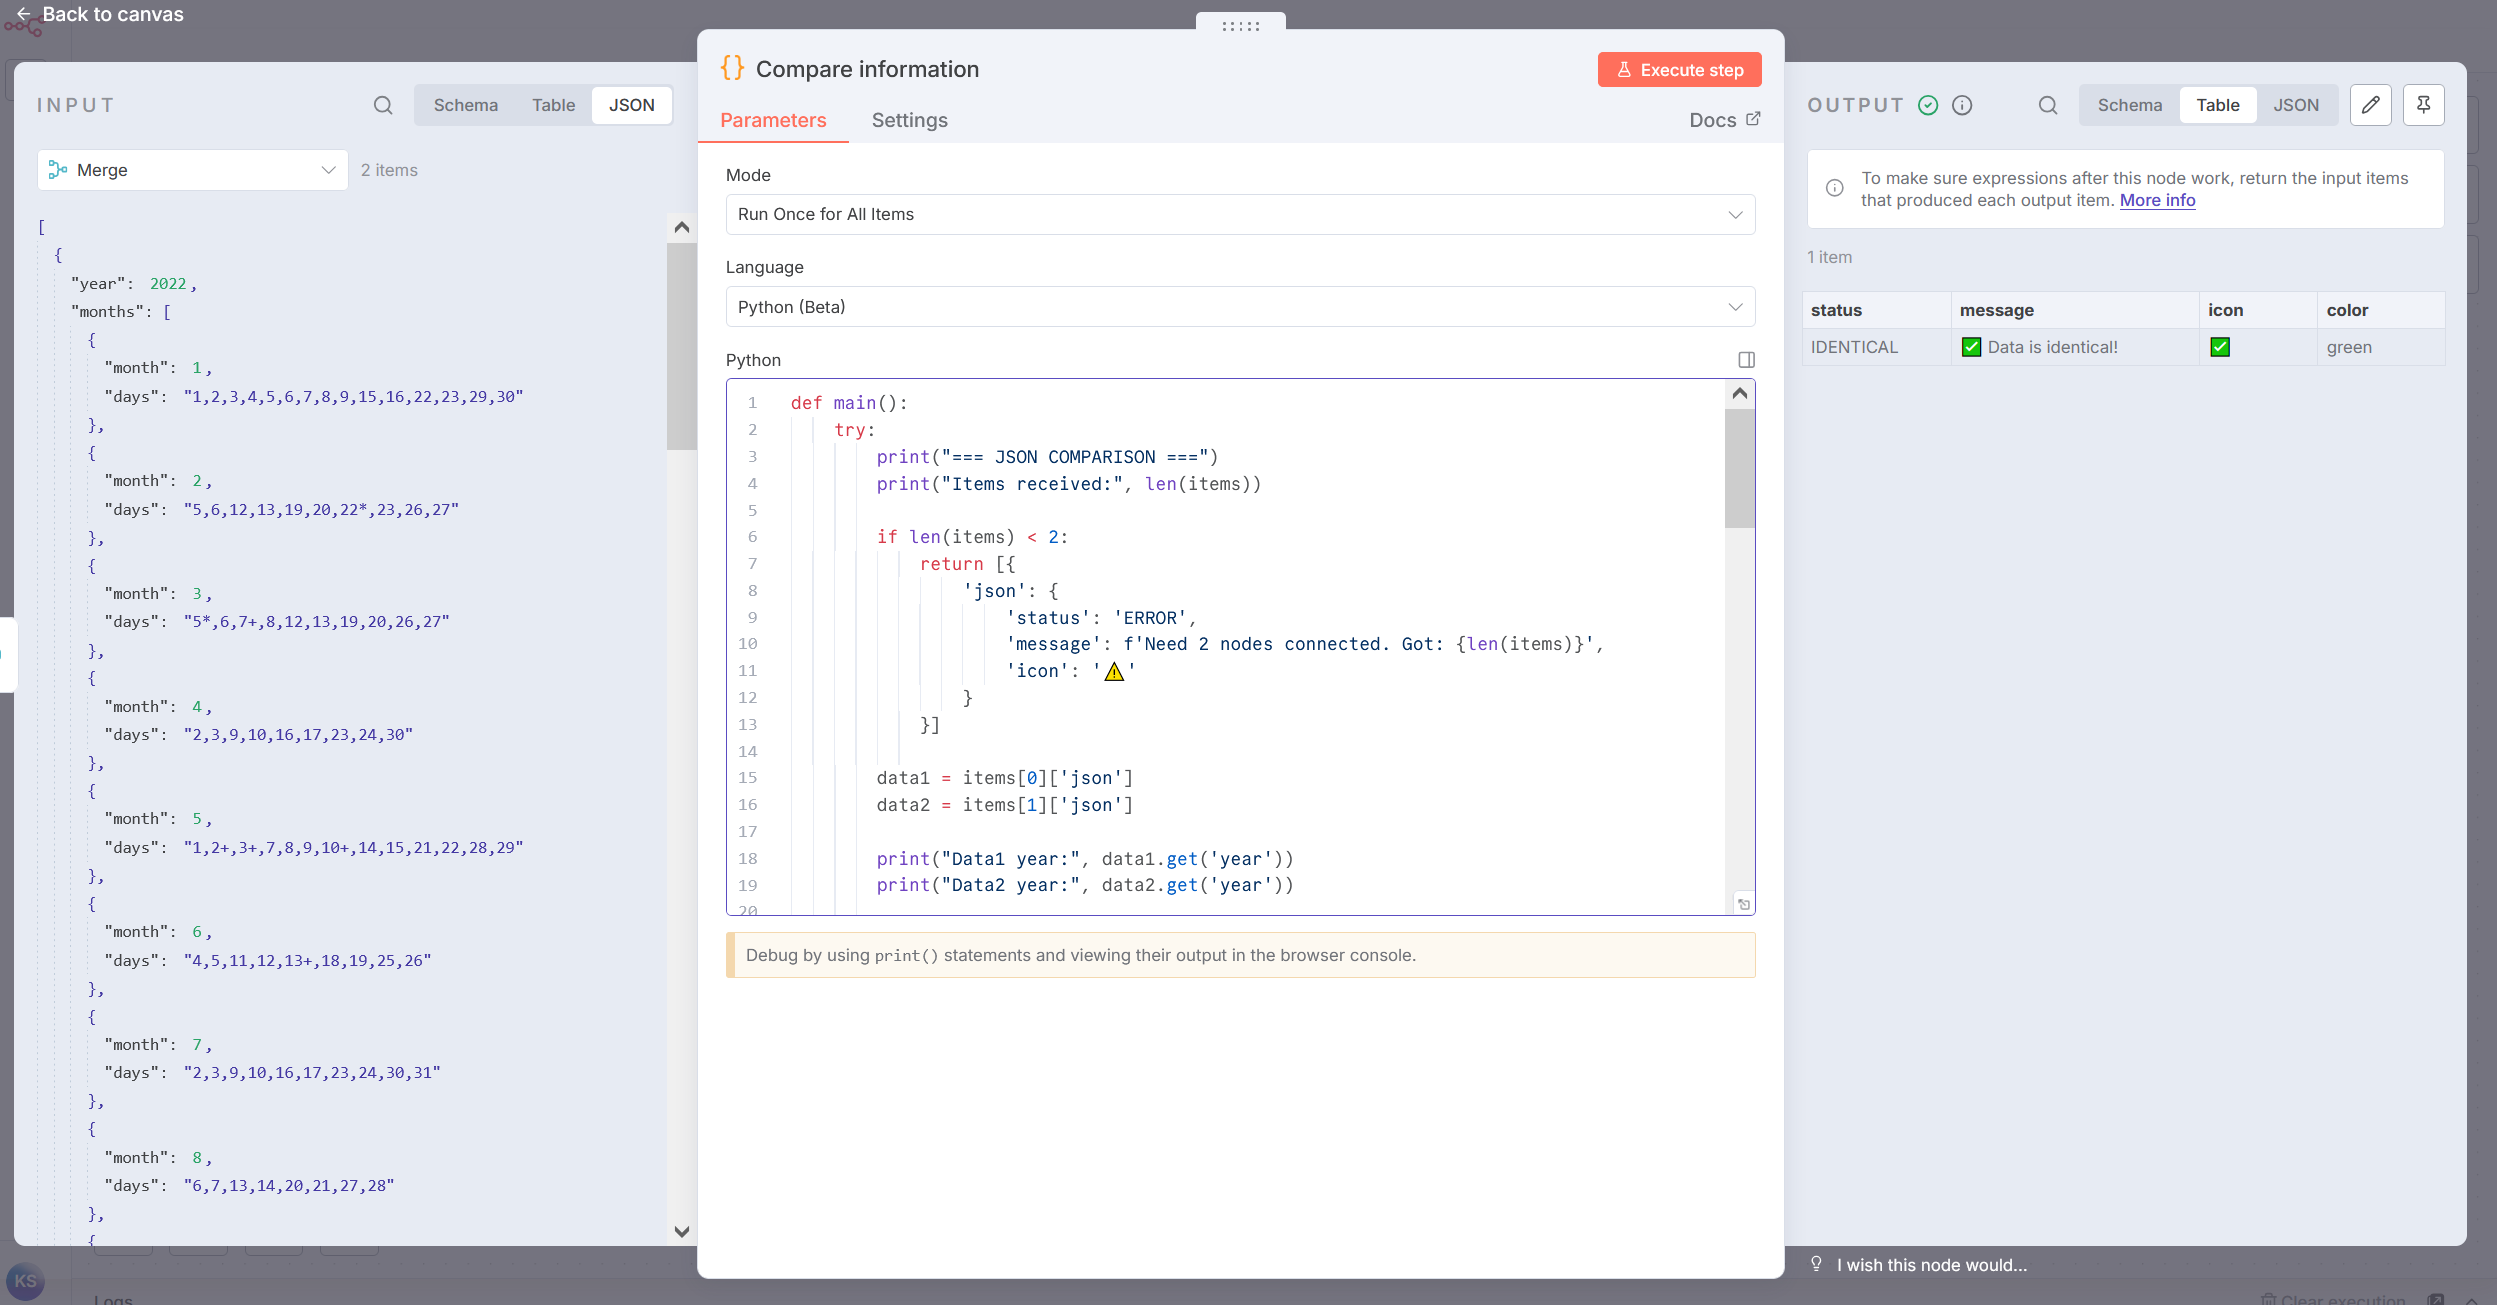 Back to canvas
INPUT
Schema
Table
JSON
Merge
2 items
[
{
"year": 2022,
"months": [
{
"month": 1,
"days": "1,2,3,4,5,6,7,8,9,15,16,22,23,29,30"
},
{
"month": 2,
"days": "5,6,12,13,19,20,22*,23,26,27"
},
{
"month": 3,
"days": "5*,6,7+,8,12,13,19,20,26,27"
},
{
"month": 4,
"days": "2,3,9,10,16,17,23,24,30"
},
{
"month": 5,
"days": "1,2+,3+,7,8,9,10+,14,15,21,22,28,29"
},
{
"month": 6,
"days": "4,5,11,12,13+,18,19,25,26"
},
{
"month": 7,
"days": "2,3,9,10,16,17,23,24,30,31"
},
{
"month": 8,
"days": "6,7,13,14,20,21,27,28"
},
{
KS
Logs
{} Compare information
Execute step
Parameters
Settings
Docs
Mode
Run Once for All Items
Language
Python (Beta)
Python
1 def main():
2 try:
3 print("=== JSON COMPARISON ===")
4 print("Items received:", len(items))
5
6 if len(items) < 2:
7 return [{
8 'json': {
9 'status': 'ERROR',
10 'message': f'Need 2 nodes connected. Got: {len(items)}',
11 'icon': '⚠️'
12 }
13 }]
14
15 data1 = items[0]['json']
16 data2 = items[1]['json']
17
18 print("Data1 year:", data1.get('year'))
19 print("Data2 year:", data2.get('year'))
20
Debug by using print() statements and viewing their output in the browser console.
OUTPUT
Schema
Table
JSON
To make sure expressions after this node work, return the input items
that produced each output item. More info
1 item
status message icon color
IDENTICAL ✅ Data is identical! ✅ green
I wish this node would...
Clear execution